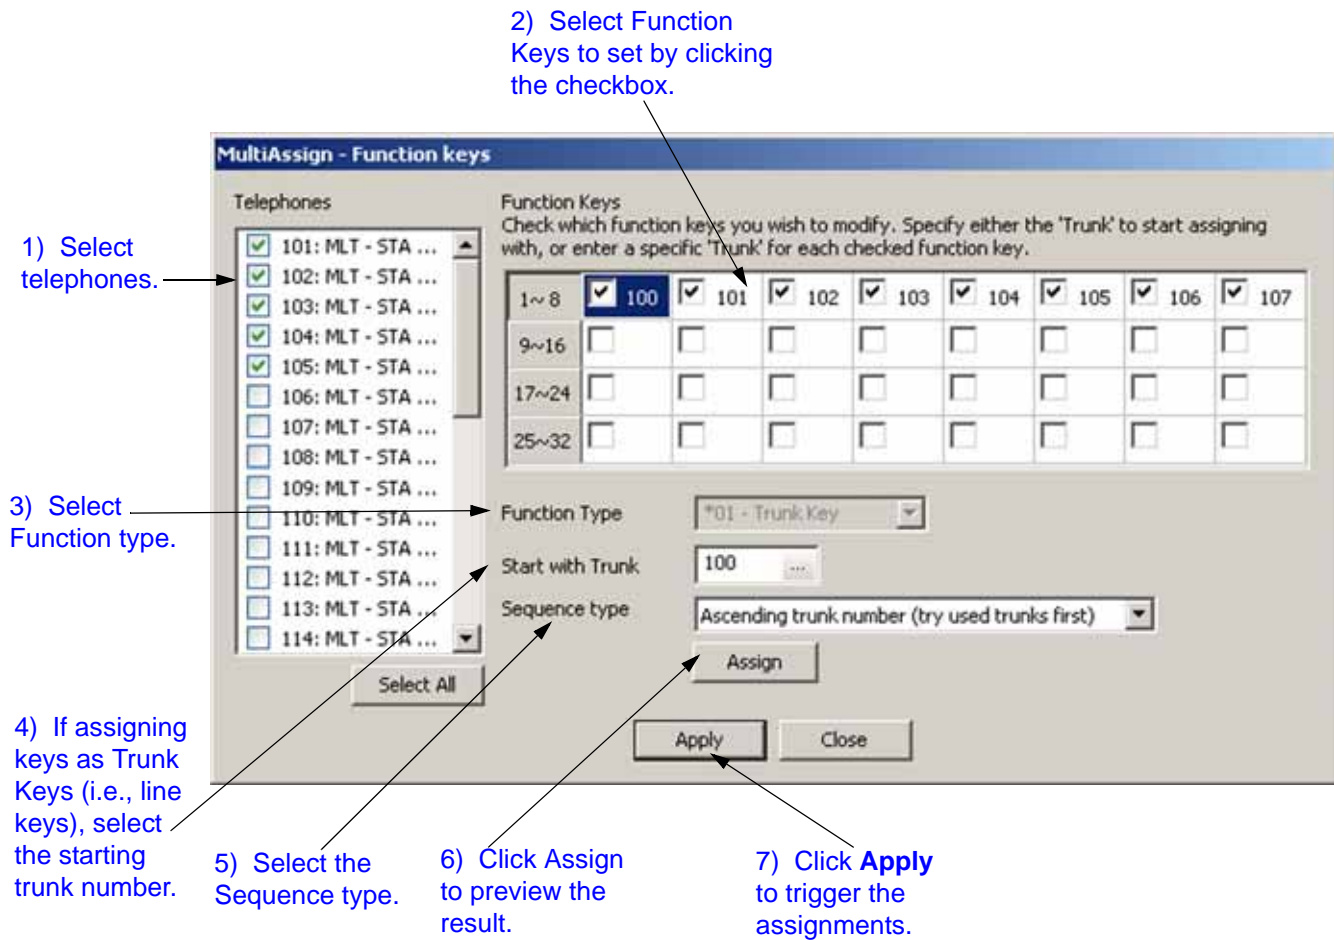 2) Select Function
Keys to set by clicking
the checkbox.
MultiAssign - Function keys
Telephones
101: MLT - STA ...
102: MLT - STA ...
103: MLT - STA ...
104: MLT - STA ...
105: MLT - STA ...
106: MLT - STA ...
107: MLT - STA ...
108: MLT - STA ...
109: MLT - STA ...
110: MLT - STA ...
111: MLT - STA ...
112: MLT - STA ...
113: MLT - STA ...
114: MLT - STA ...
Select All
Function Keys
Check which function keys you wish to modify. Specify either the 'Trunk' to start assigning
with, or enter a specific 'Trunk' for each checked function key.
1~ 8 100 101 102 103 104 105 106 107
9~16
17~24
25~32
Function Type *01 - Trunk Key
Start with Trunk 100 ...
Sequence type Ascending trunk number (try used trunks first)
Assign
Apply Close
1) Select
telephones.
3) Select
Function type.
4) If assigning
keys as Trunk
Keys (i.e., line
keys), select
the starting
trunk number.
5) Select the
Sequence type.
6) Click Assign
to preview the
result.
7) Click Apply
to trigger the
assignments.